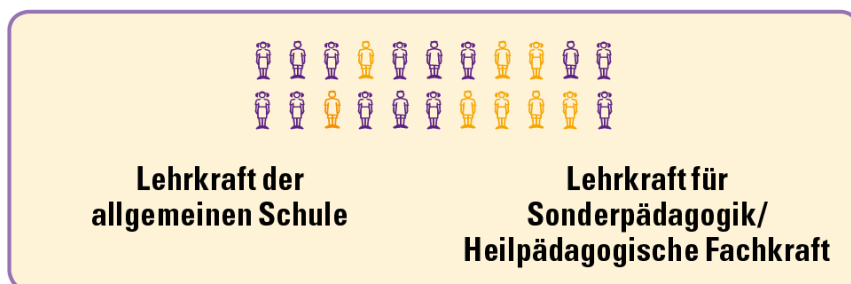 Lehrkraft der
allgemeinen Schule
Lehrkraft für
Sonderpädagogik/
Heilpädagogische Fachkraft